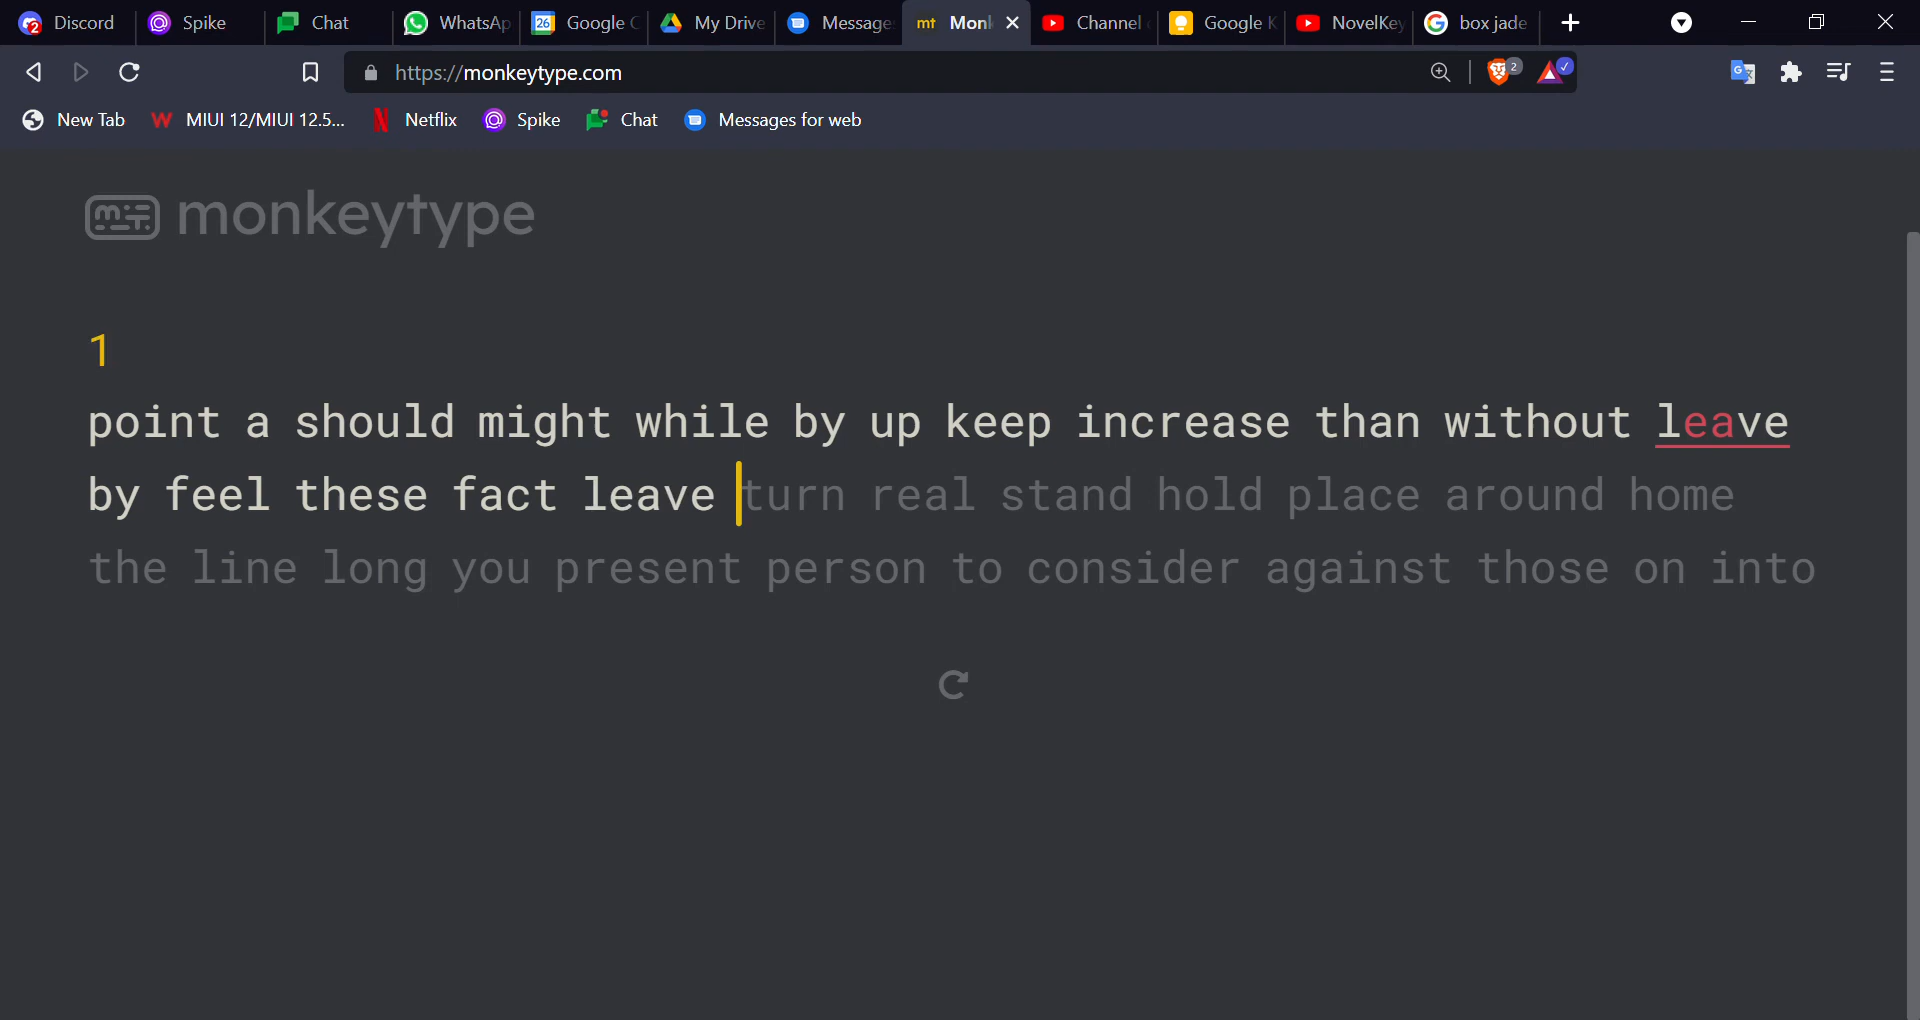 Discord Spike Chat WhatsAp Google C My Drive Message mt Monk Channel Google K NovelKey box jade
https://monkeytype.com 2
New Tab MIUI 12/MIUI 12.5... Netflix Spike Chat Messages for web
monkeytype
1
point a should might while by up keep increase than without leave
by feel these fact leave turn real stand hold place around home
the line long you present person to consider against those on into